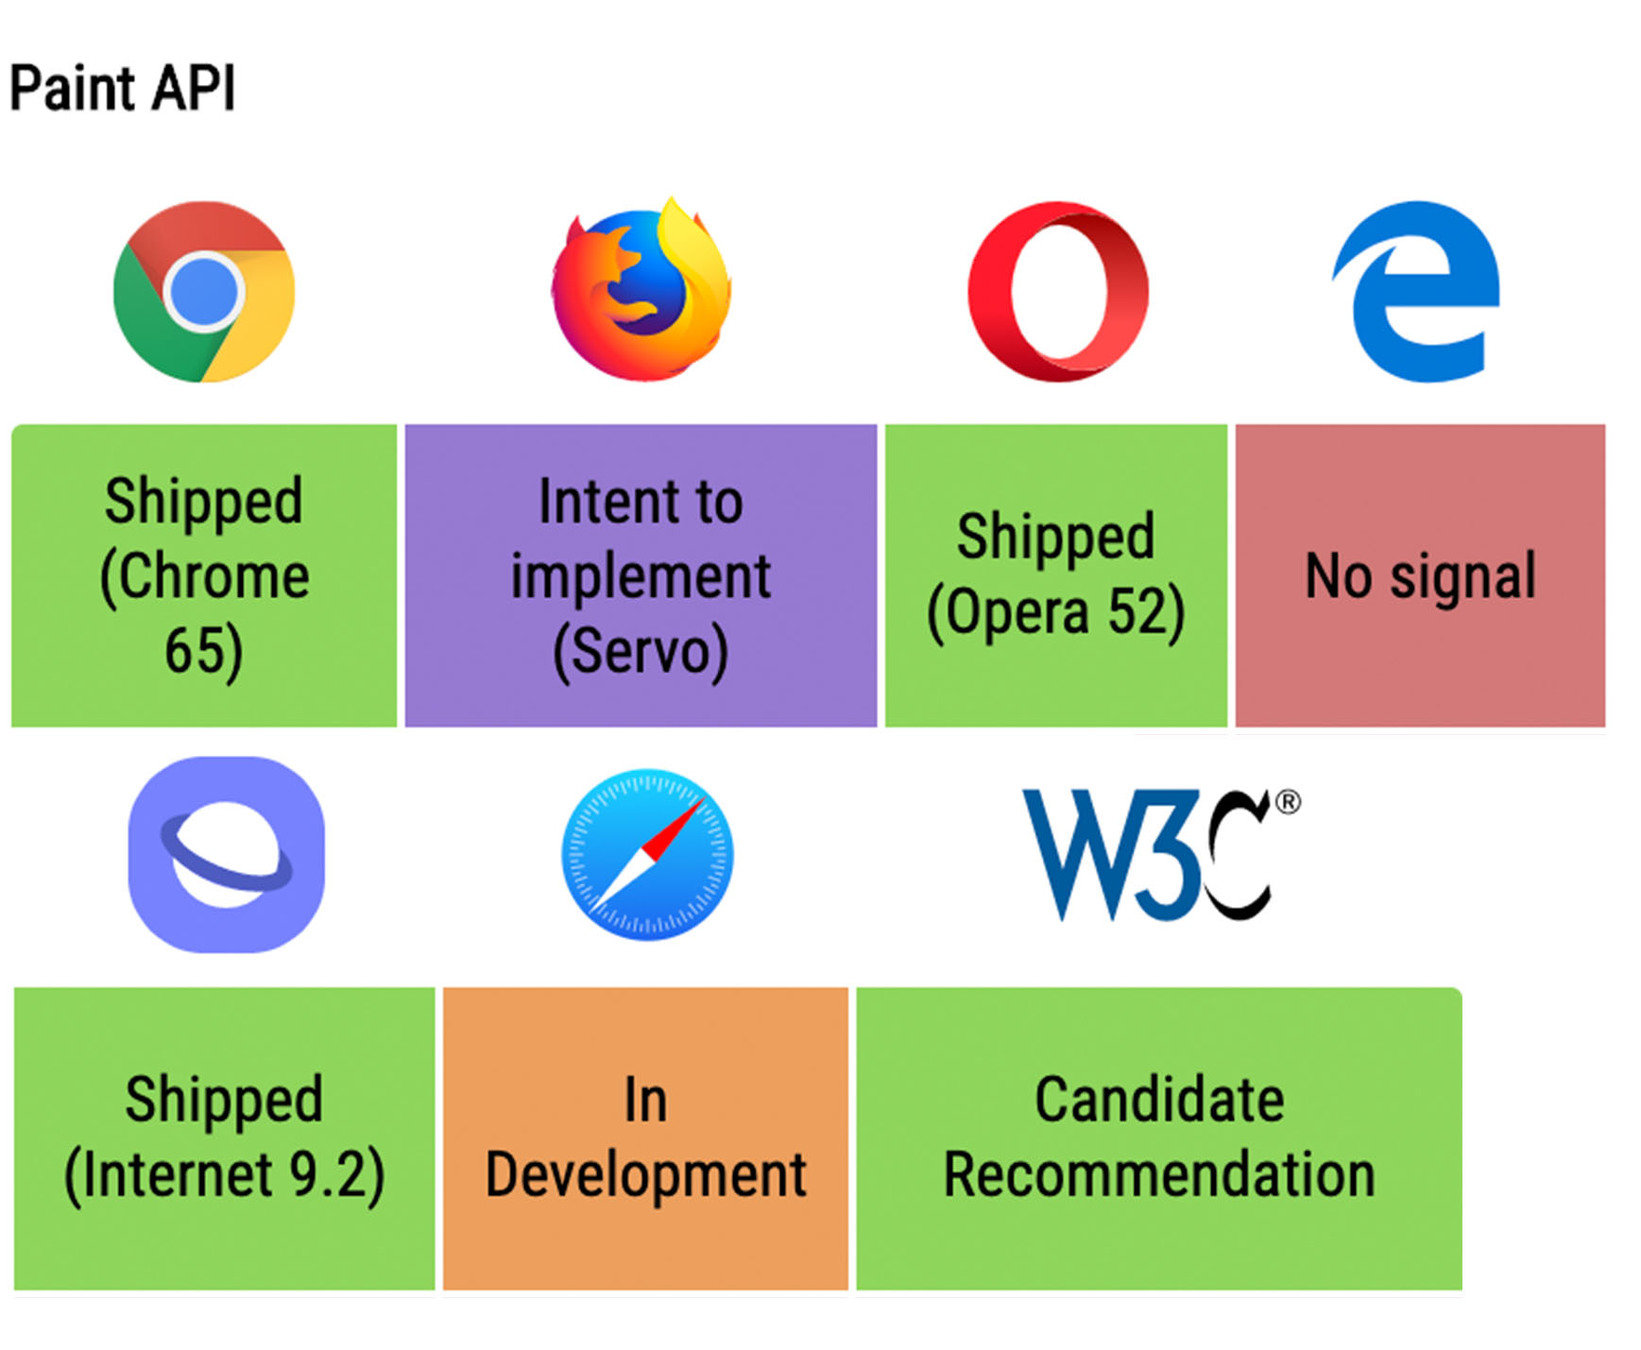 Paint API
Shipped
(Chrome
65)
Intent to
implement
(Servo)
Shipped
(Opera 52)
No signal
W3C®
Shipped
(Internet 9.2)
In
Development
Candidate
Recommendation